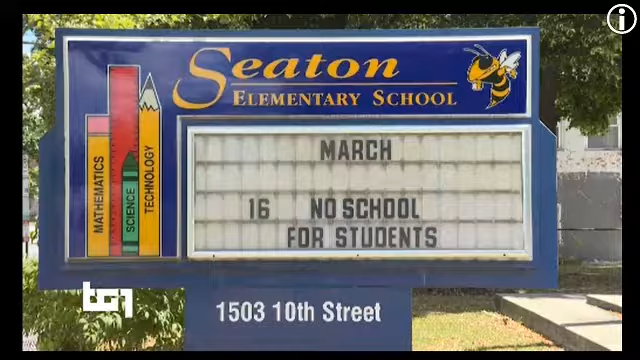 Seaton
ELEMENTARY SCHOOL
MATHEMATICS
SCIENCE
TECHNOLOGY
MARCH
16 NO SCHOOL
FOR STUDENTS
1503 10th Street
tg1
i